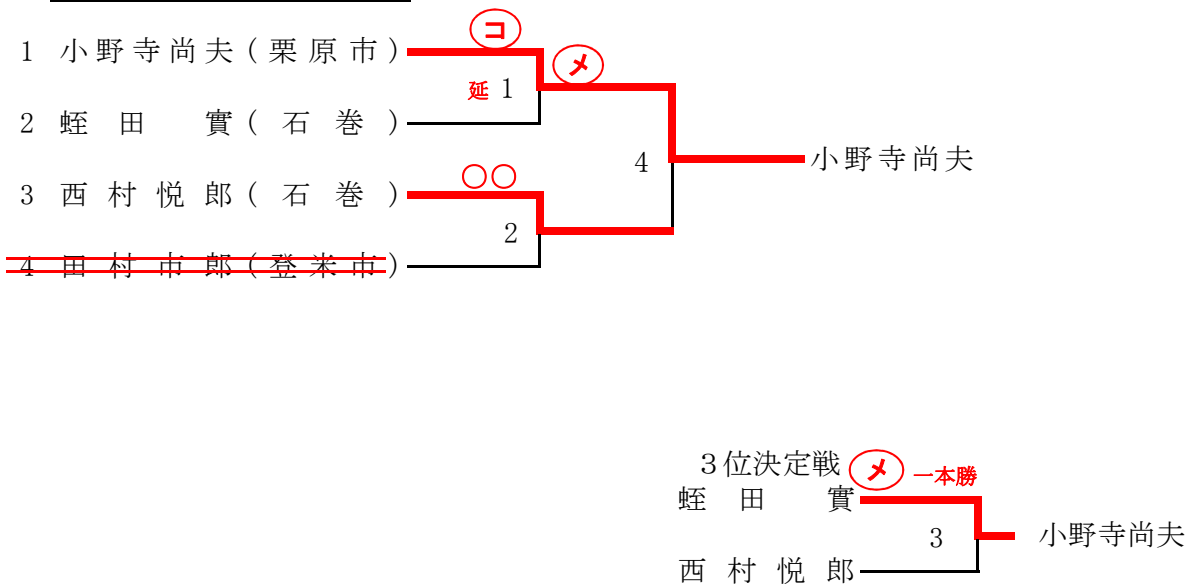 コ
1 小野寺尚夫(栗原市)
メ
延 1
2 蛭田 實(石巻)
4 小野寺尚夫
○○
3 西村悦郎(石巻)
2
4 田村市郎(登米市)
3位決定戦 メ 一本勝
蛭田 實
3 小野寺尚夫
西村悦郎